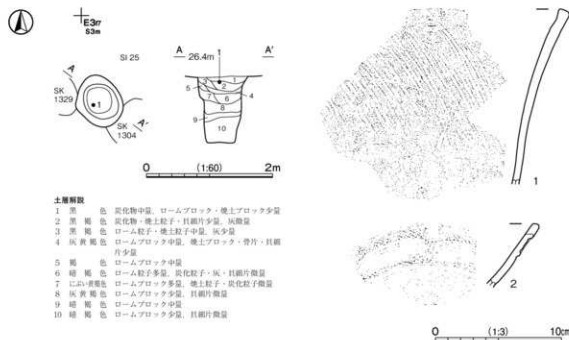 E3f7
S3m
SI 25
A
A′
SK
1329
SK
1304
1
A 26.4m 1 A′
1
2
3
4
5
6
7
8
9
10
0 (1:60) 2m
土層解説
1 黒 色 炭化物中量，ロームブロック・焼土ブロック少量
2 黒 褐 色 炭化物・焼土粒子・貝細片少量，灰微量
3 黒 褐 色 ローム粒子・焼土粒子中量，灰少量
4 灰 黄 褐 色 ロームブロック中量，焼土ブロック・骨片・貝細
片少量
5 褐 色 ロームブロック中量
6 暗 褐 色 ローム粒子多量，炭化粒子・灰・貝細片微量
7 にぶい黄褐色 ロームブロック多量，焼土粒子・炭化粒子微量
8 灰 黄 褐 色 ロームブロック少量，貝細片微量
9 暗 褐 色 ロームブロック中量
10 暗 褐 色 ロームブロック少量，貝細片微量
1
2
0 (1:3) 10cm